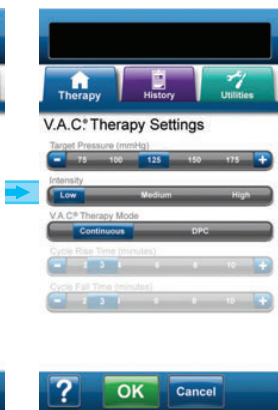 Therapy History Utilities
V.A.C.® Therapy Settings
Target Pressure (mmHg)
- 75 100 125 150 175 +
Intensity
Low Medium High
V.A.C.® Therapy Mode
Continuous DPC
Cycle Rise Time (minutes)
- 3 6 8 10 +
Cycle Fall Time (minutes)
- 3 6 8 10 +
? OK Cancel